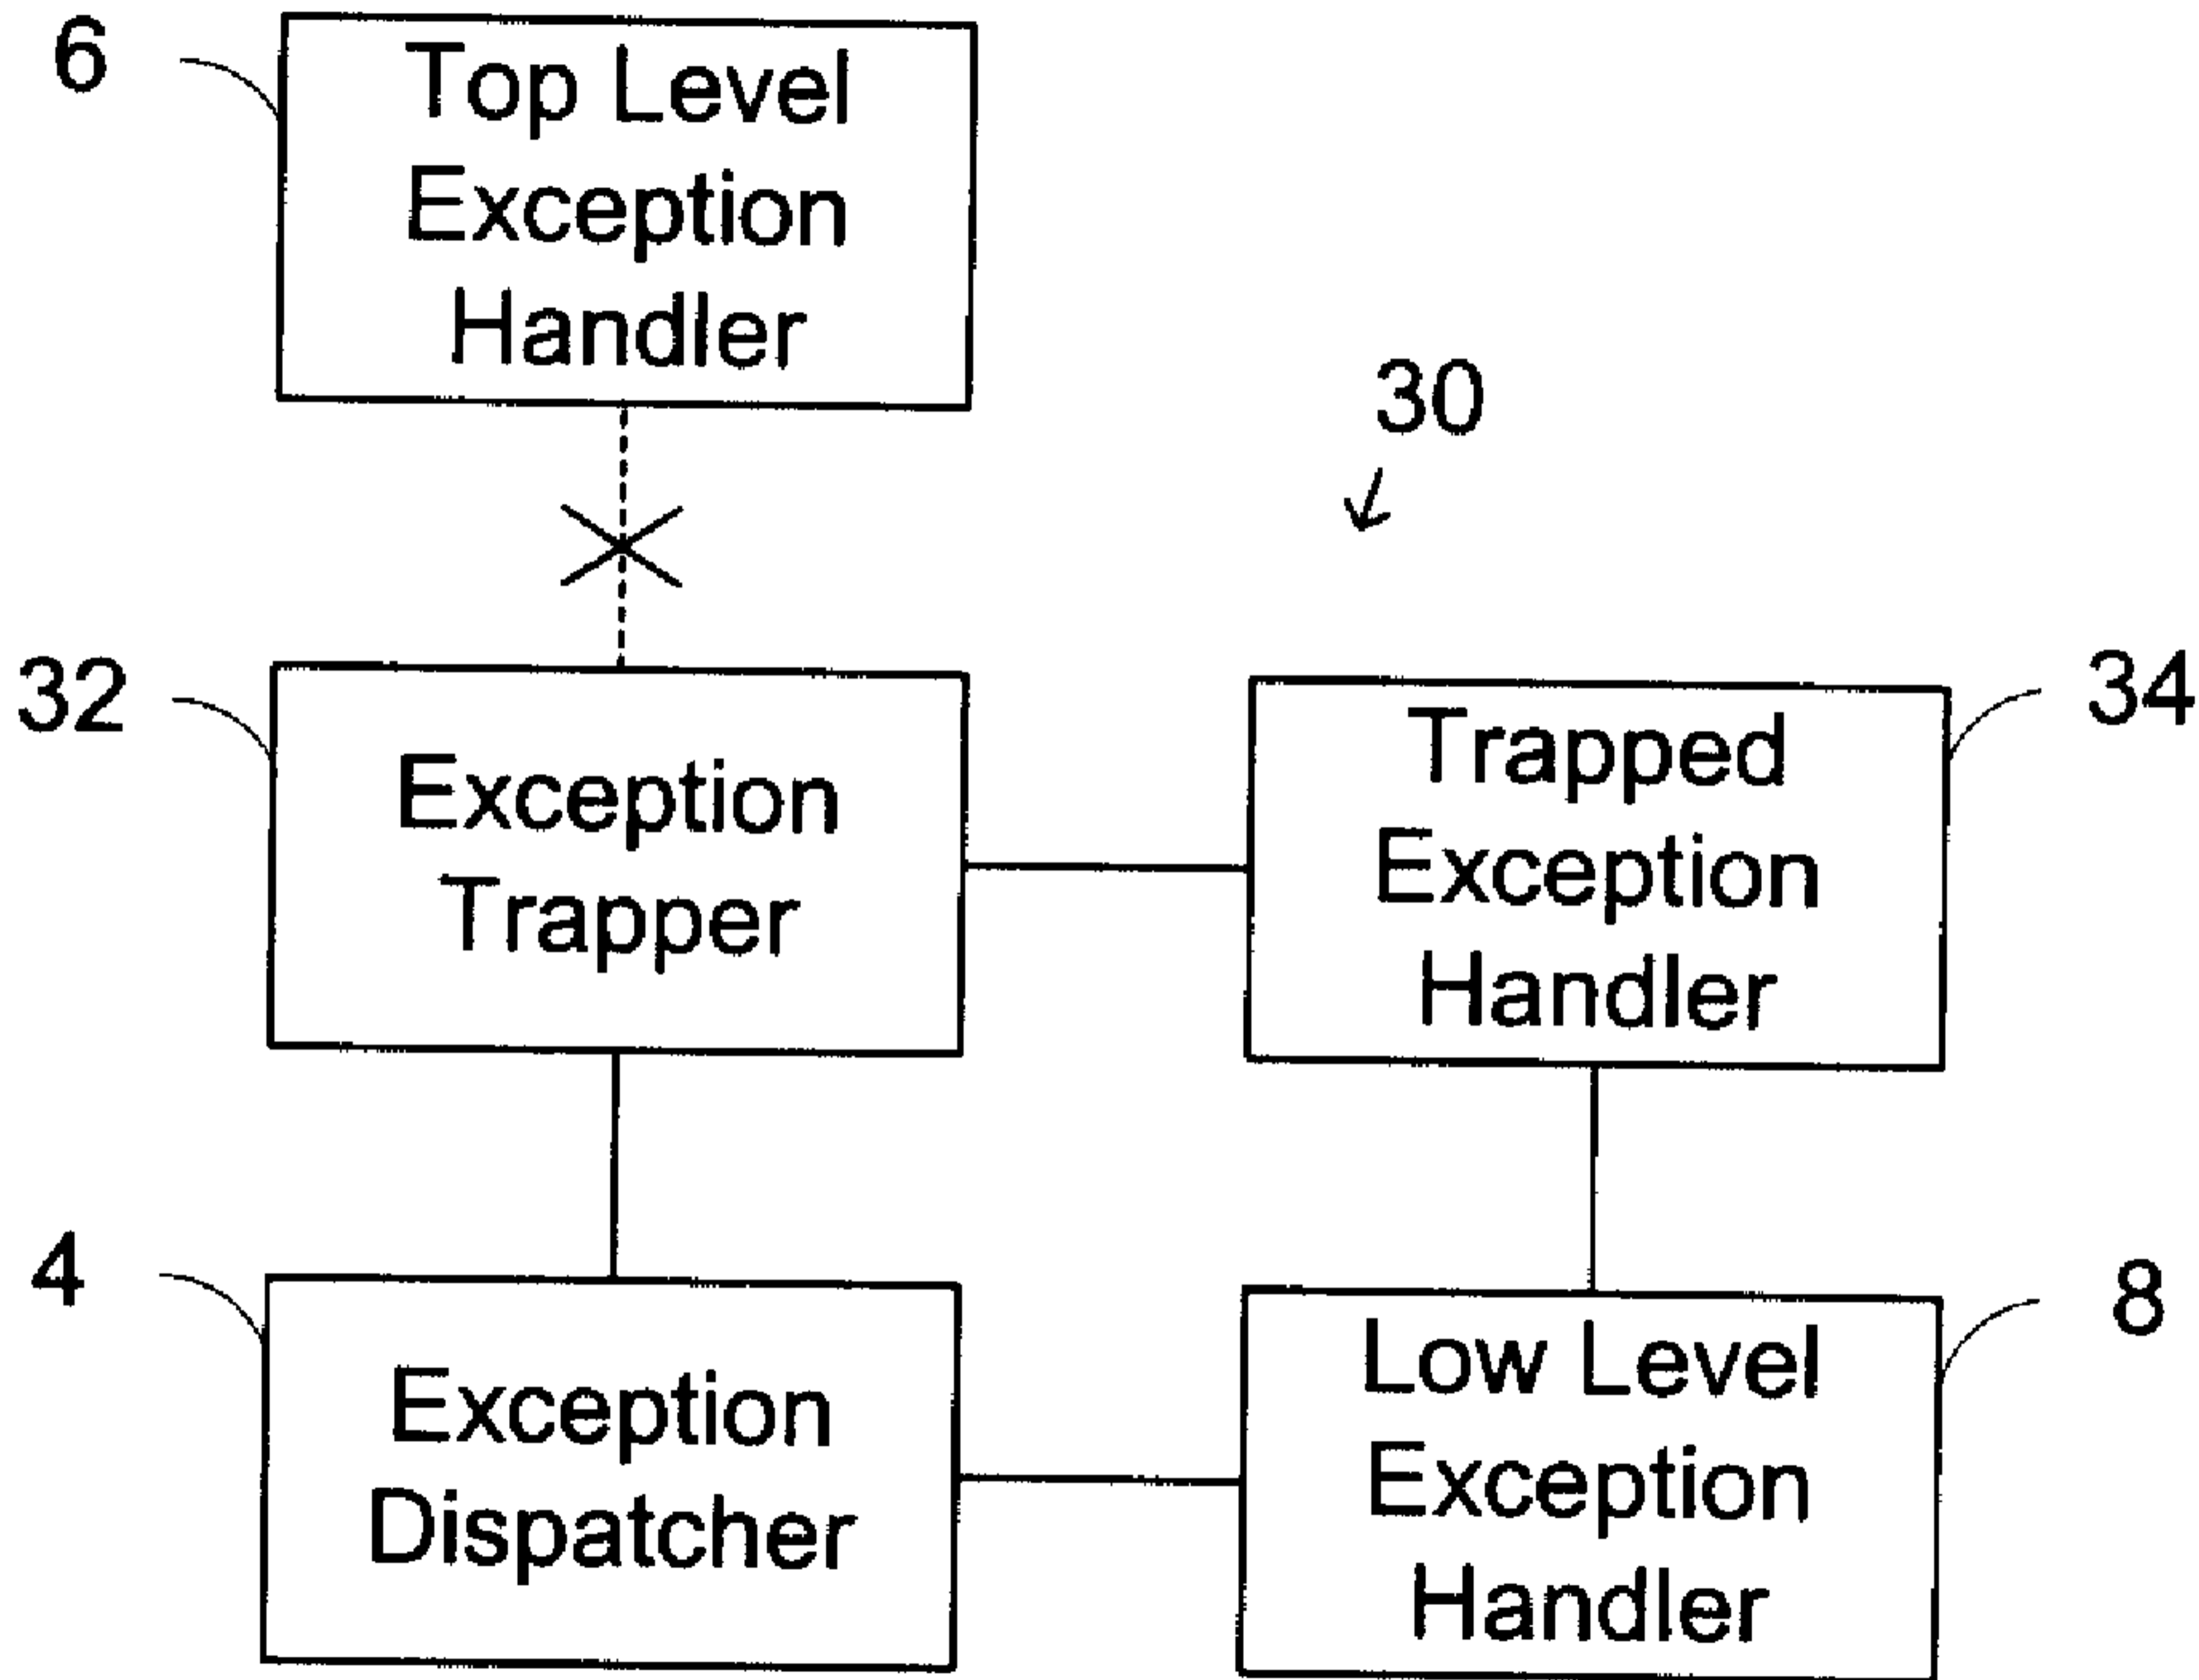 6
Top Level
Exception
Handler
30
32
Exception
Trapper
34
Trapped
Exception
Handler
4
Exception
Dispatcher
8
Low Level
Exception
Handler